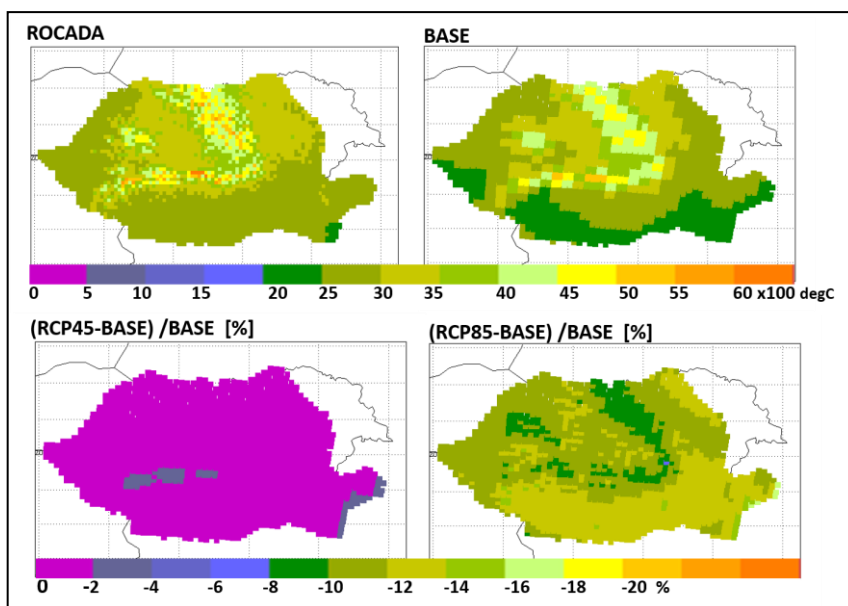 ROCADA BASE
0 5 10 15 20 25 30 35 40 45 50 55 60 x100 degC
(RCP45-BASE) /BASE [%] (RCP85-BASE) /BASE [%]
0 -2 -4 -6 -8 -10 -12 -14 -16 -18 -20 %